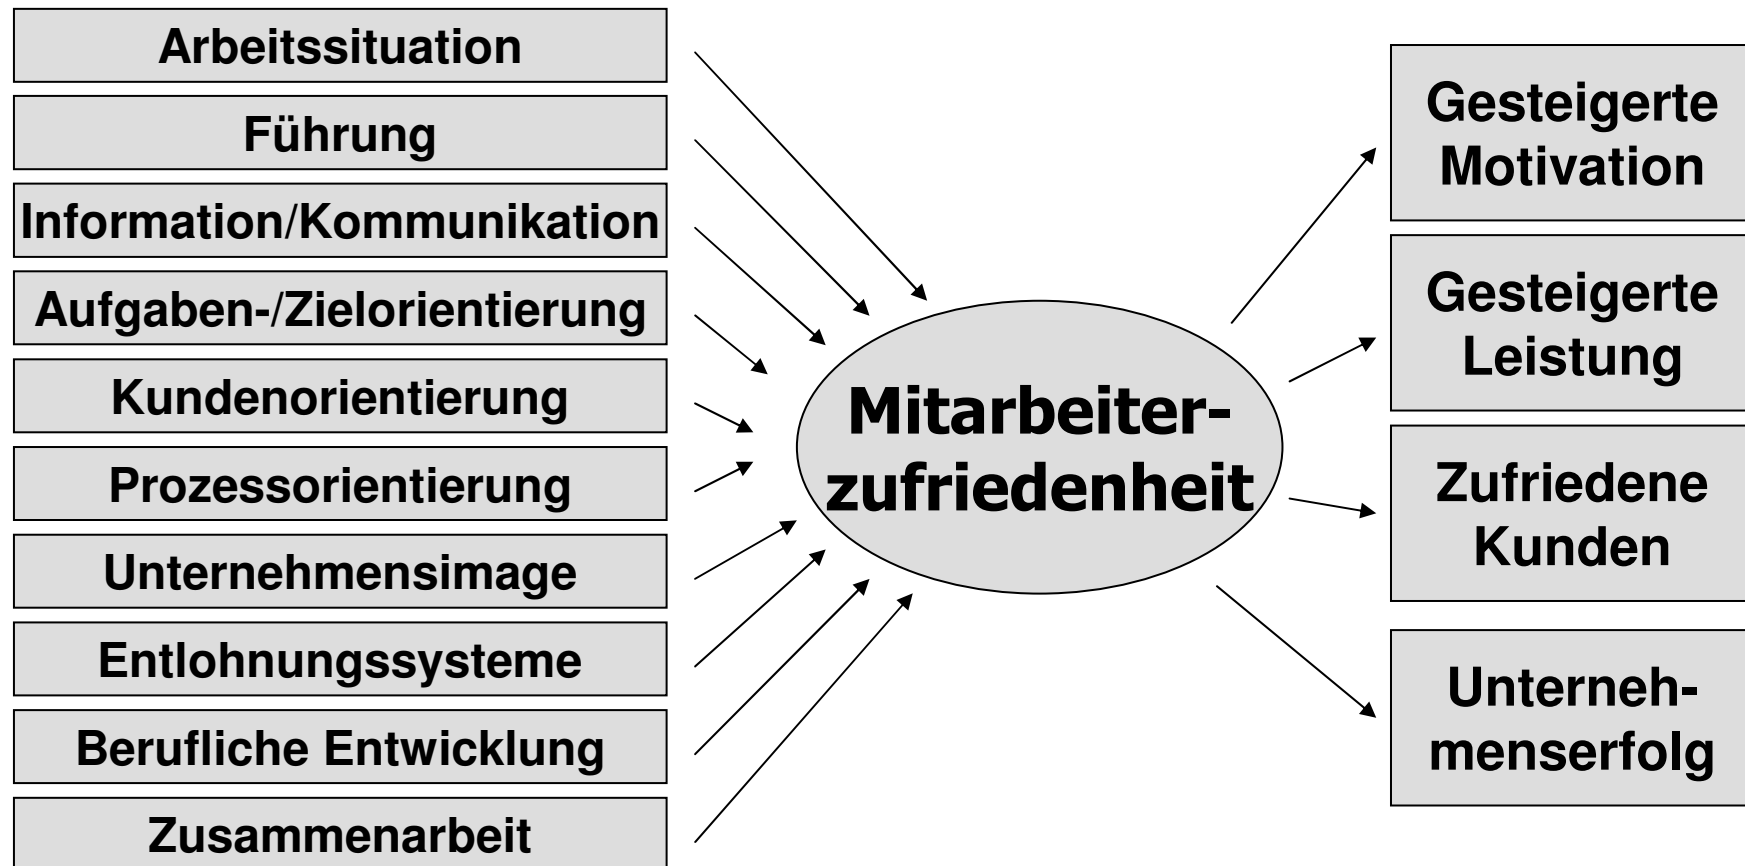 Arbeitssituation
Führung
Information/Kommunikation
Aufgaben-/Zielorientierung
Kundenorientierung
Prozessorientierung
Unternehmensimage
Entlohnungssysteme
Berufliche Entwicklung
Zusammenarbeit
Mitarbeiter-
zufriedenheit
Gesteigerte
Motivation
Gesteigerte
Leistung
Zufriedene
Kunden
Unterneh-
menserfolg